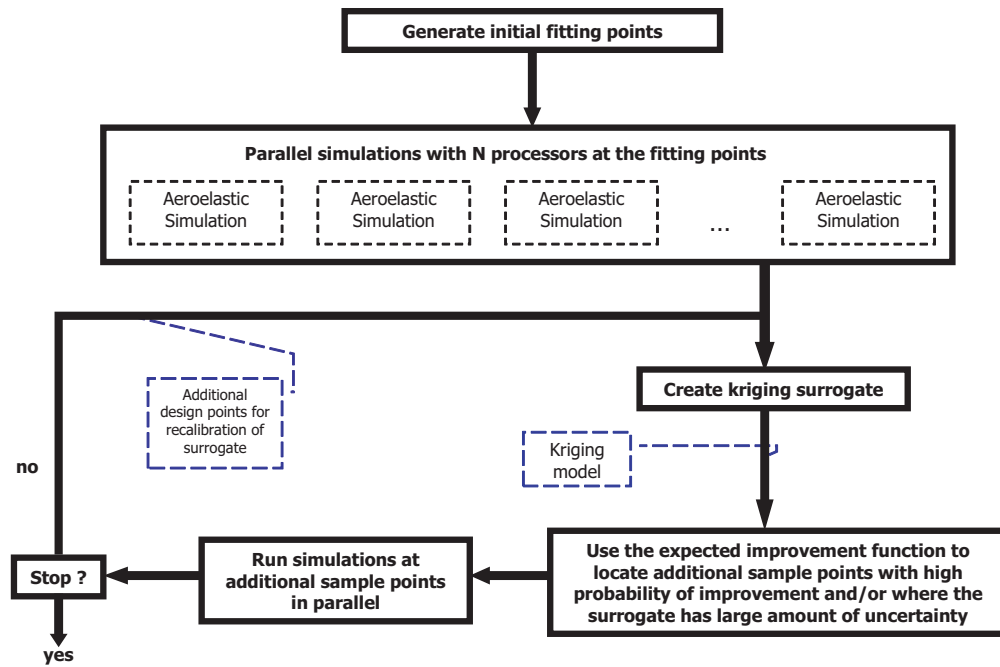 Generate initial fitting points
Parallel simulations with N processors at the fitting points
Aeroelastic
Simulation
Aeroelastic
Simulation
Aeroelastic
Simulation
...
Aeroelastic
Simulation
Create kriging surrogate
Additional
design points for
recalibration of
surrogate
Kriging
model
no
Use the expected improvement function to
locate additional sample points with high
probability of improvement and/or where the
surrogate has large amount of uncertainty
Run simulations at
additional sample points
in parallel
Stop ?
yes